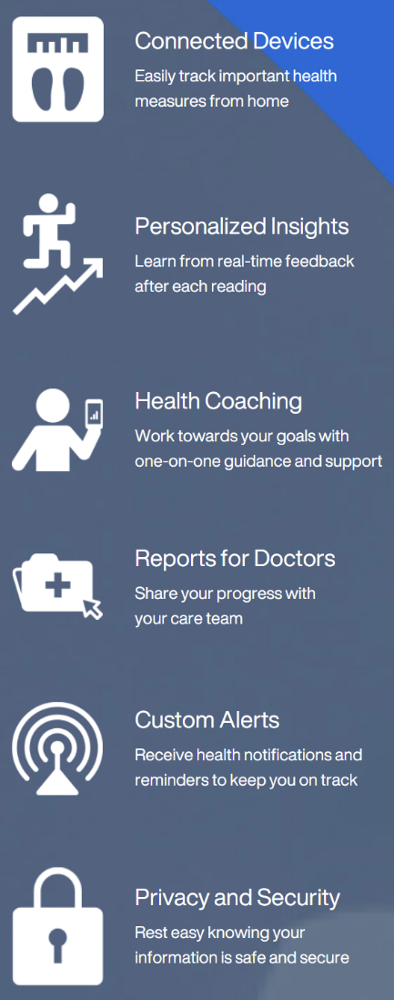 Connected Devices
Easily track important health
measures from home
Personalized Insights
Learn from real-time feedback
after each reading
Health Coaching
Work towards your goals with
one-on-one guidance and support
Reports for Doctors
Share your progress with
your care team
Custom Alerts
Receive health notifications and
reminders to keep you on track
Privacy and Security
Rest easy knowing your
information is safe and secure